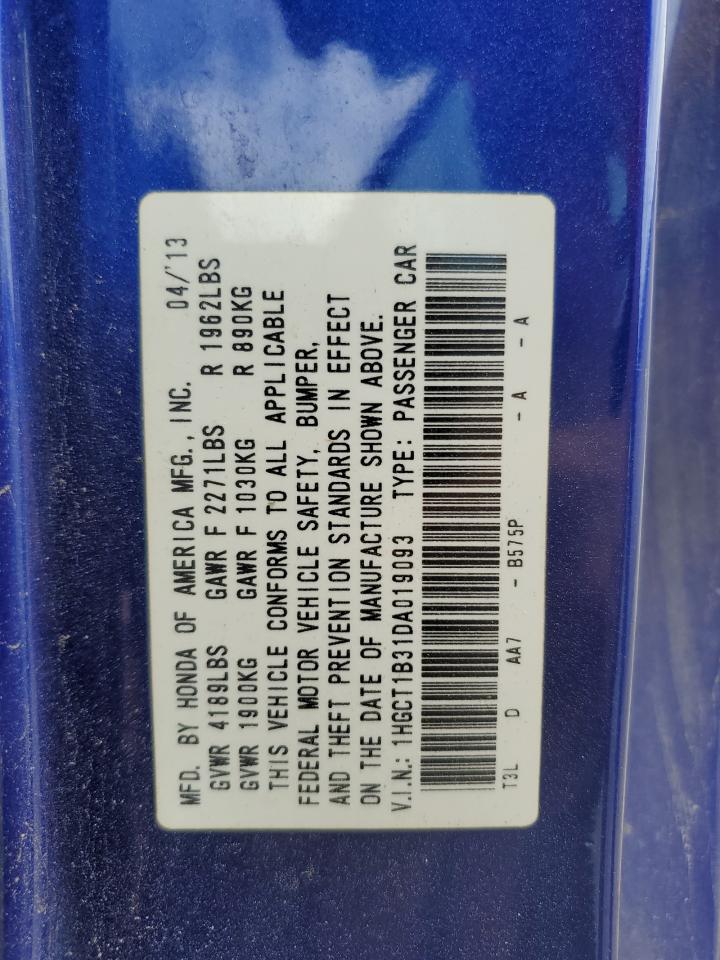 MFD. BY HONDA OF AMERICA MFG., INC. 04/'13
GVWR 4189LBS GAWR F 2271LBS R 1962LBS
GVWR 1900KG GAWR F 1030KG R 890KG
THIS VEHICLE CONFORMS TO ALL APPLICABLE
FEDERAL MOTOR VEHICLE SAFETY, BUMPER,
AND THEFT PREVENTION STANDARDS IN EFFECT
ON THE DATE OF MANUFACTURE SHOWN ABOVE.
V.I.N.: 1HGCT1B31DA019093 TYPE: PASSENGER CAR
T3L D AA7 - B575P - A - A